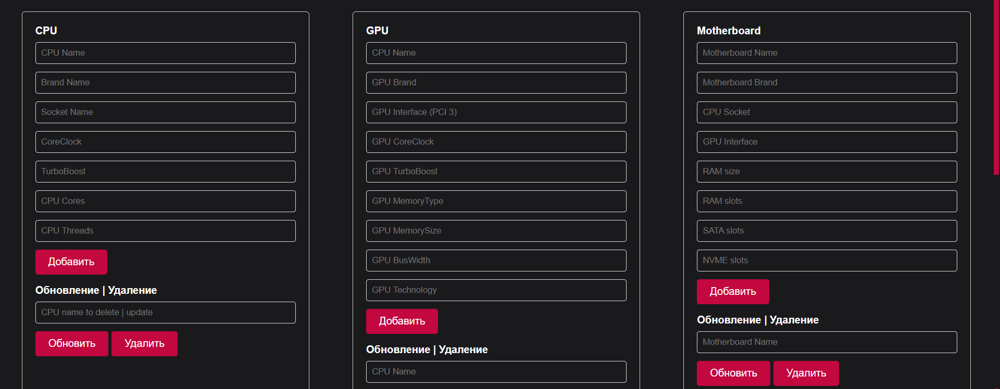 CPU
CPU Name
Brand Name
Socket Name
CoreClock
TurboBoost
CPU Cores
CPU Threads
Добавить
Обновление | Удаление
CPU name to delete | update
Обновить Удалить
GPU
CPU Name
GPU Brand
GPU Interface (PCI 3)
GPU CoreClock
GPU TurboBoost
GPU MemoryType
GPU MemorySize
GPU BusWidth
GPU Technology
Добавить
Обновление | Удаление
CPU Name
Motherboard
Motherboard Name
Motherboard Brand
CPU Socket
GPU Interface
RAM size
RAM slots
SATA slots
NVME slots
Добавить
Обновление | Удаление
Motherboard Name
Обновить Удалить